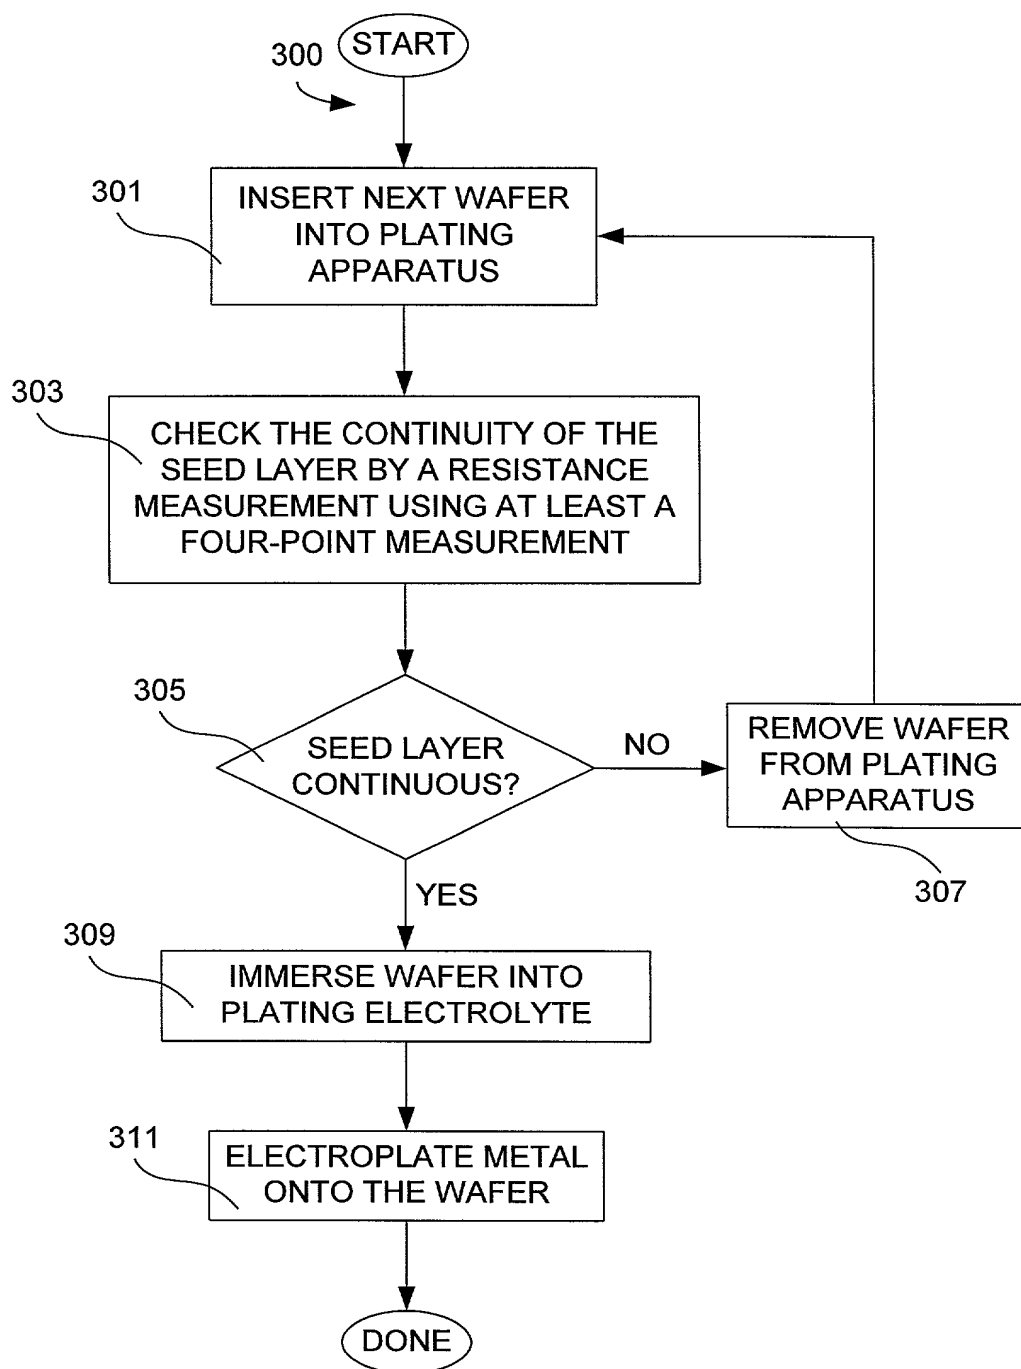 START
300
301
INSERT NEXT WAFER
INTO PLATING
APPARATUS
303
CHECK THE CONTINUITY OF THE
SEED LAYER BY A RESISTANCE
MEASUREMENT USING AT LEAST A
FOUR-POINT MEASUREMENT
305
SEED LAYER
CONTINUOUS?
NO
REMOVE WAFER
FROM PLATING
APPARATUS
307
YES
309
IMMERSE WAFER INTO
PLATING ELECTROLYTE
311
ELECTROPLATE METAL
ONTO THE WAFER
DONE